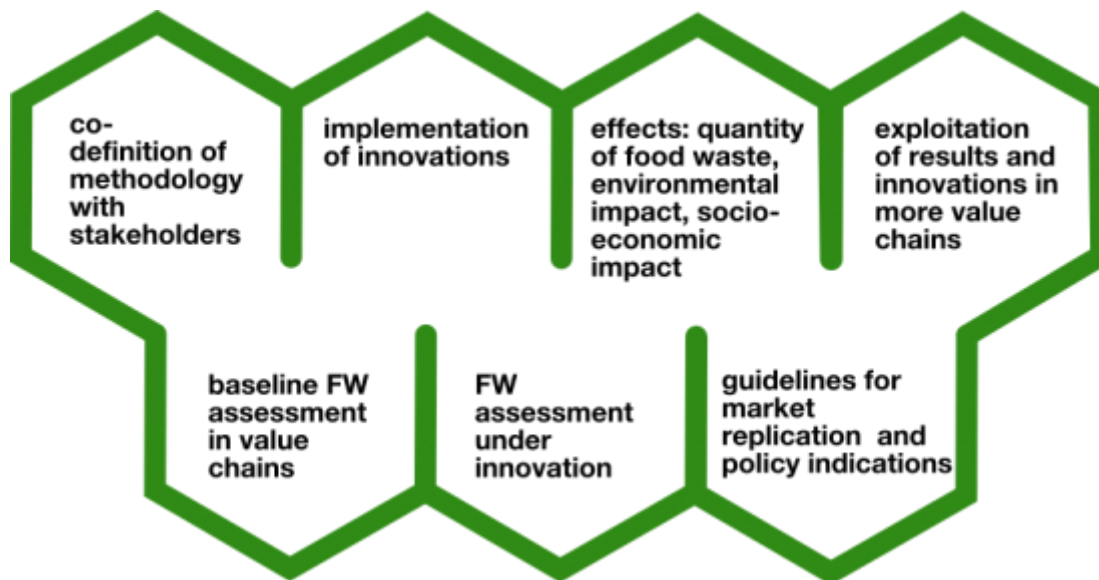 co-
definition of
methodology
with
stakeholders
implementation
of innovations
effects: quantity
of food waste,
environmental
impact, socio-
economic
impact
exploitation
of results and
innovations in
more value
chains
baseline FW
assessment
in value
chains
FW
assessment
under
innovation
guidelines for
market
replication and
policy indications